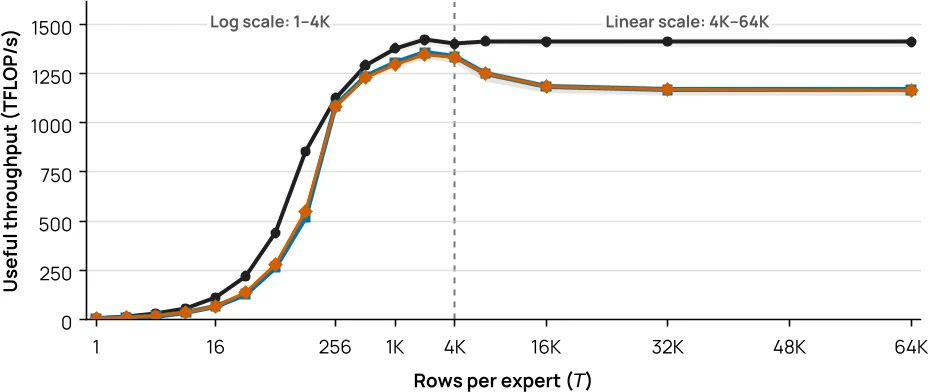 Log scale: 1–4K Linear scale: 4K–64K
Useful throughput (TFLOP/s)
1500
1250
1000
750
500
250
0
1 16 256 1K 4K 16K 32K 48K 64K
Rows per expert (T)